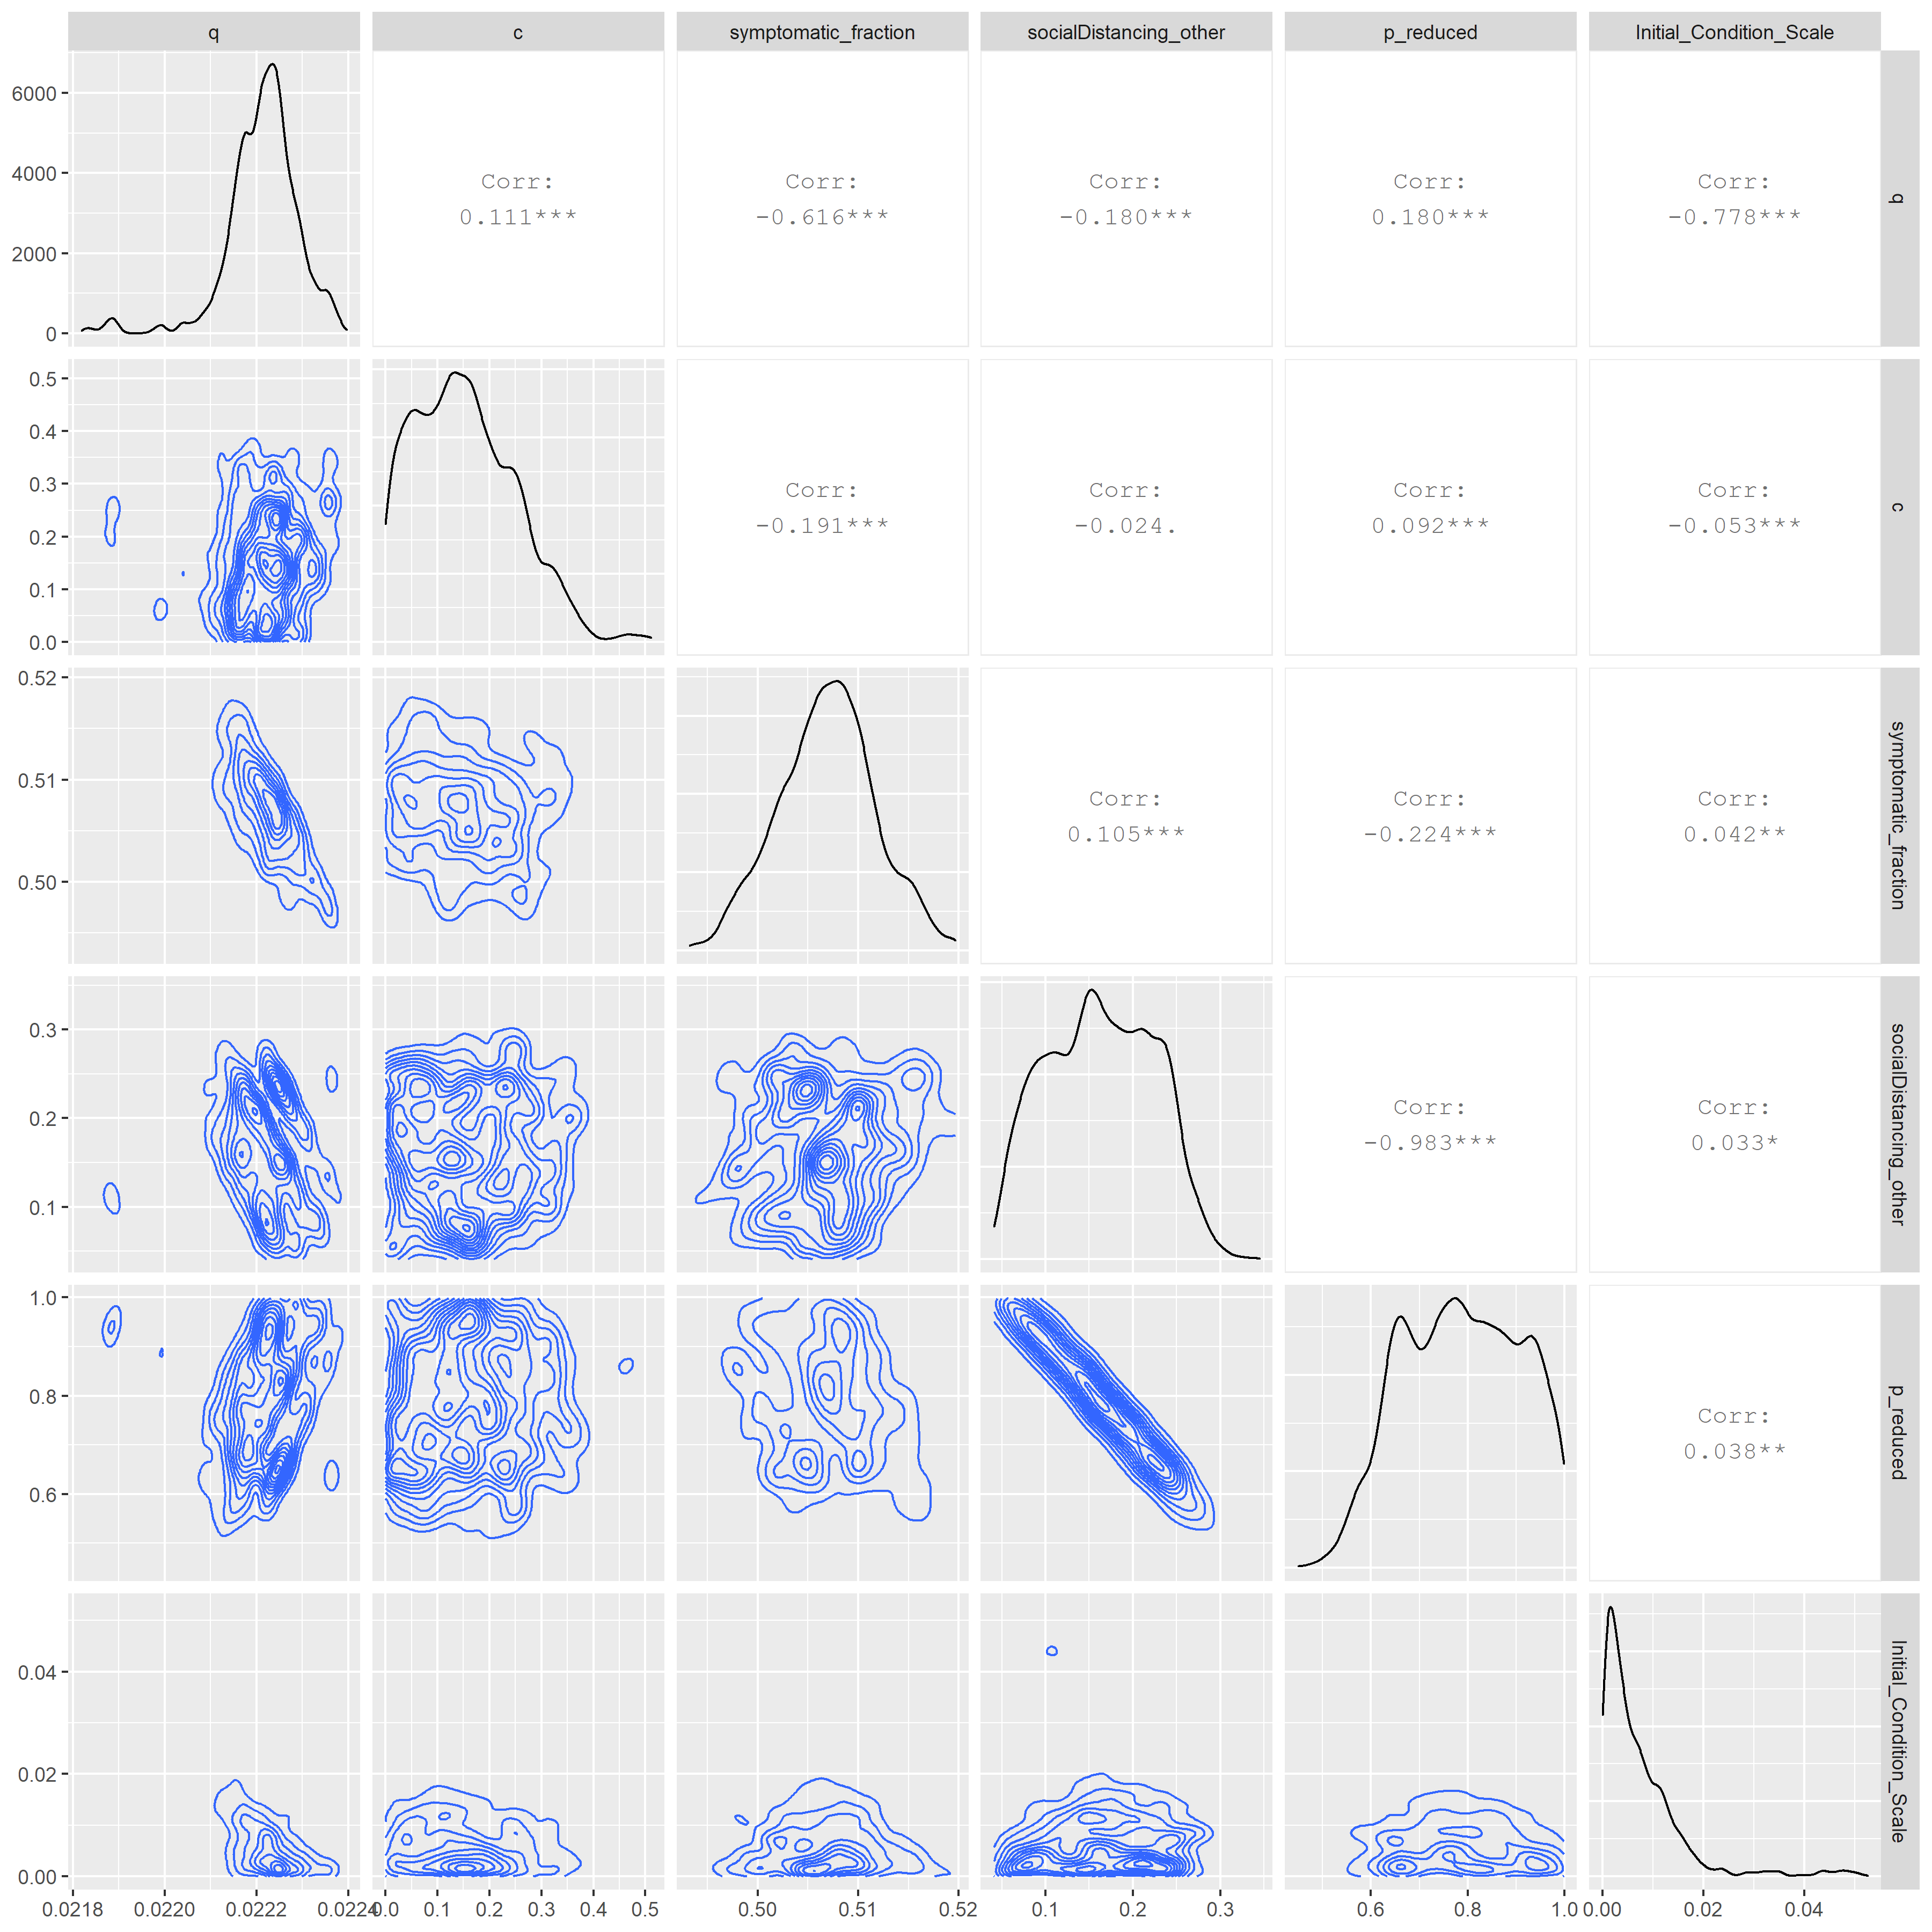 q c symptomatic_fraction socialDistancing_other p_reduced Initial_Condition_Scale
6000
4000
2000
0
Corr:
0.111***
Corr:
-0.616***
Corr:
-0.180***
Corr:
0.180***
Corr:
-0.778***
q
0.5
0.4
0.3
0.2
0.1
0.0
Corr:
-0.191***
Corr:
-0.024.
Corr:
0.092***
Corr:
-0.053***
c
0.52
0.51
0.50
Corr:
0.105***
Corr:
-0.224***
Corr:
0.042**
symptomatic_fraction
0.3
0.2
0.1
Corr:
-0.983***
Corr:
0.033*
socialDistancing_other
1.0
0.8
0.6
Corr:
0.038**
p_reduced
0.04
0.02
0.00
Initial_Condition_Scale
0.0218 0.0220 0.0222 0.0224 0.0 0.1 0.2 0.3 0.4 0.5 0.50 0.51 0.52 0.1 0.2 0.3 0.6 0.8 1.0 0.00 0.02 0.04